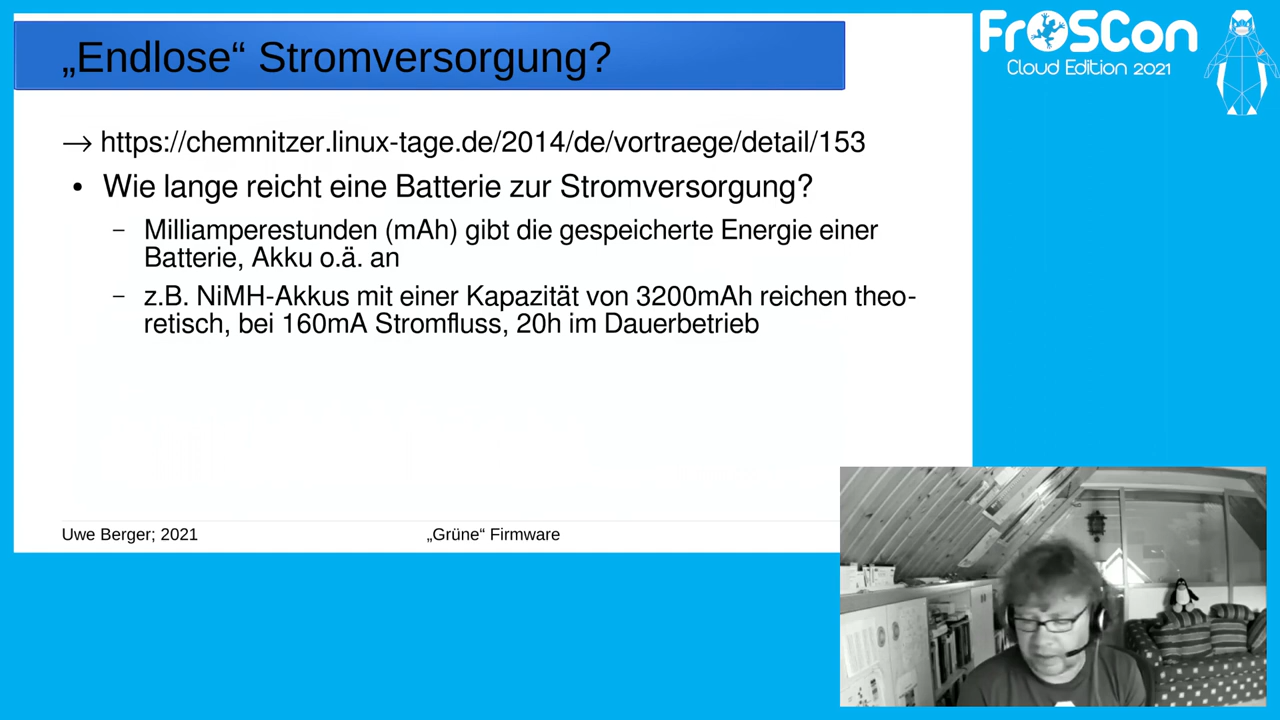 „Endlose“ Stromversorgung?
FrOSCon
Cloud Edition 2021
→ https://chemnitzer.linux-tage.de/2014/de/vortraege/detail/153
• Wie lange reicht eine Batterie zur Stromversorgung?
– Milliamperestunden (mAh) gibt die gespeicherte Energie einer
Batterie, Akku o.ä. an
– z.B. NiMH-Akkus mit einer Kapazität von 3200mAh reichen theo-
retisch, bei 160mA Stromfluss, 20h im Dauerbetrieb
Uwe Berger; 2021
„Grüne“ Firmware